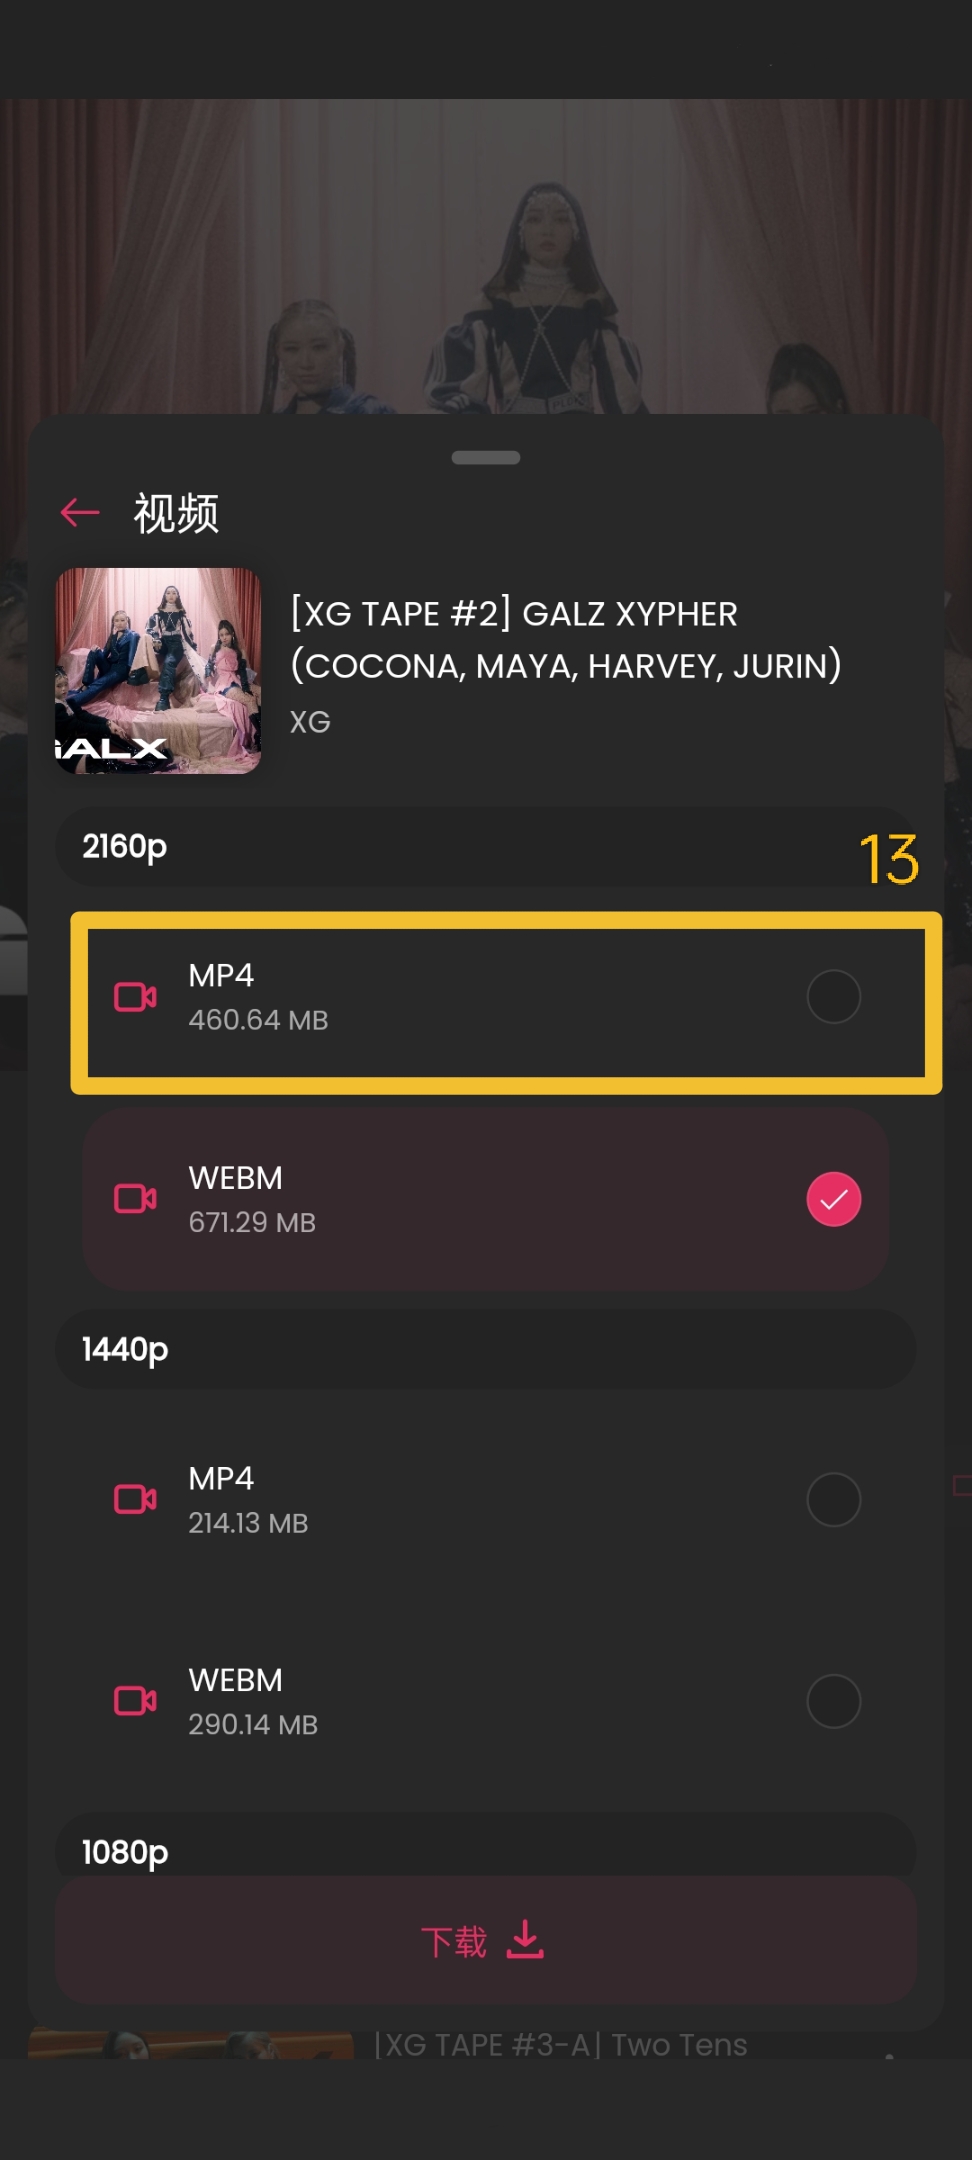 视频
[XG TAPE #2] GALZ XYPHER
(COCONA, MAYA, HARVEY, JURIN)
XG
GALX
2160p
13
MP4
460.64 MB
WEBM
671.29 MB
1440p
MP4
214.13 MB
WEBM
290.14 MB
1080p
下载
[XG TAPE #3-A] Two Tens